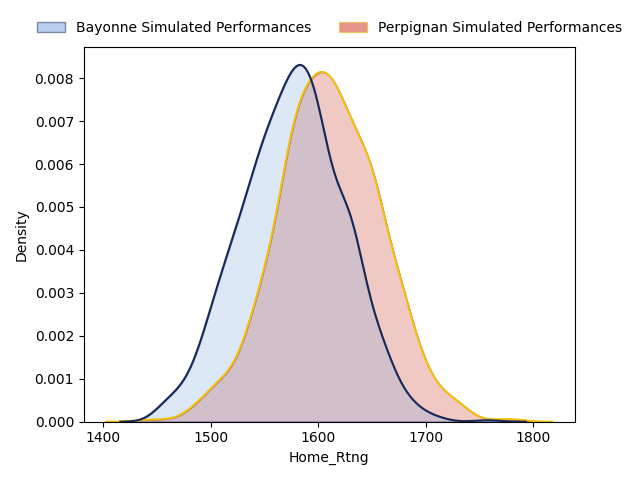 Bayonne Simulated Performances Perpignan Simulated Performances
0.008
0.007
0.006
0.005
0.004
0.003
0.002
0.001
0.000
Density
1400 1500 1600 1700 1800
Home_Rtng